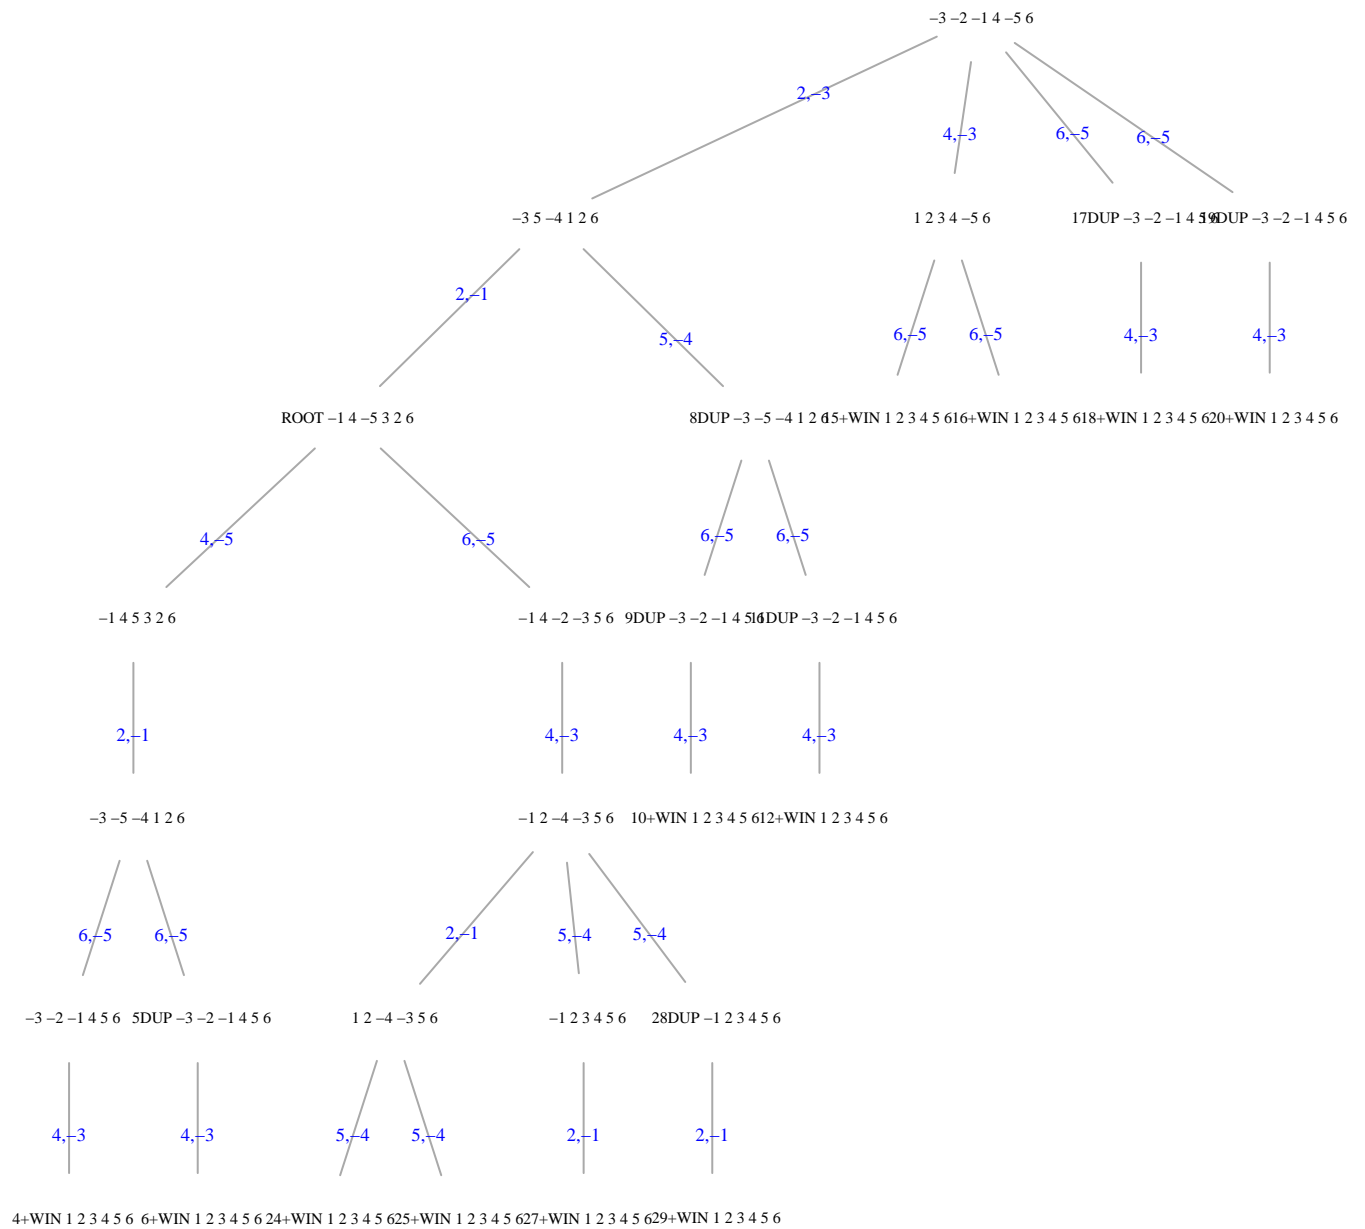 −3 −2 −1 4 −5 6
2,−3
4,−3
6,−5
6,−5
−3 5 −4 1 2 6
1 2 3 4 −5 6
17DUP −3 −2 −1 4 5 6
19DUP −3 −2 −1 4 5 6
2,−1
5,−4
6,−5
6,−5
4,−3
4,−3
ROOT −1 4 −5 3 2 6
8DUP −3 −5 −4 1 2 6
15+WIN 1 2 3 4 5 6
16+WIN 1 2 3 4 5 6
18+WIN 1 2 3 4 5 6
20+WIN 1 2 3 4 5 6
4,−5
6,−5
6,−5
6,−5
−1 4 5 3 2 6
−1 4 −2 −3 5 6
9DUP −3 −2 −1 4 5 6
11DUP −3 −2 −1 4 5 6
2,−1
4,−3
4,−3
4,−3
−3 −5 −4 1 2 6
−1 2 −4 −3 5 6
10+WIN 1 2 3 4 5 6
12+WIN 1 2 3 4 5 6
6,−5
6,−5
2,−1
5,−4
5,−4
−3 −2 −1 4 5 6
5DUP −3 −2 −1 4 5 6
1 2 −4 −3 5 6
−1 2 3 4 5 6
28DUP −1 2 3 4 5 6
4,−3
4,−3
5,−4
5,−4
2,−1
2,−1
4+WIN 1 2 3 4 5 6
6+WIN 1 2 3 4 5 6
24+WIN 1 2 3 4 5 6
25+WIN 1 2 3 4 5 6
27+WIN 1 2 3 4 5 6
29+WIN 1 2 3 4 5 6